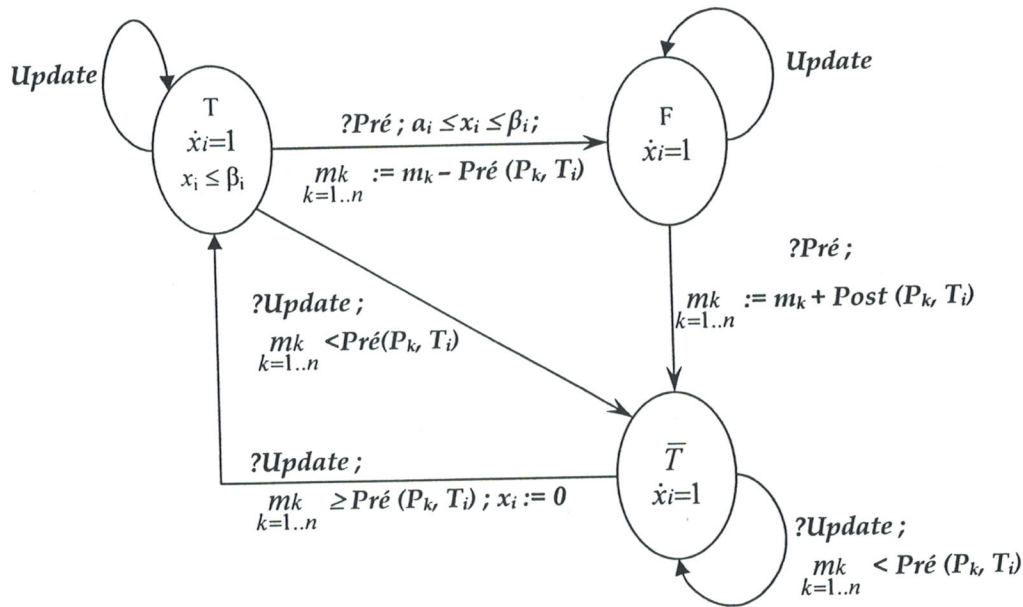 Update
T
ẋi=1
xi ≤ βi
?Pré ; ai ≤xi ≤βi;
mk := mk – Pré (Pk, Ti)
k=1..n
F
ẋi=1
Update
?Pré ;
mk := mk + Post (Pk, Ti)
k=1..n
?Update ;
mk <Pré(Pk, Ti)
k=1..n
?Update ;
mk ≥ Pré (Pk, Ti) ; xi := 0
k=1..n
T̅
ẋi=1
?Update ;
mk < Pré (Pk, Ti)
k=1..n